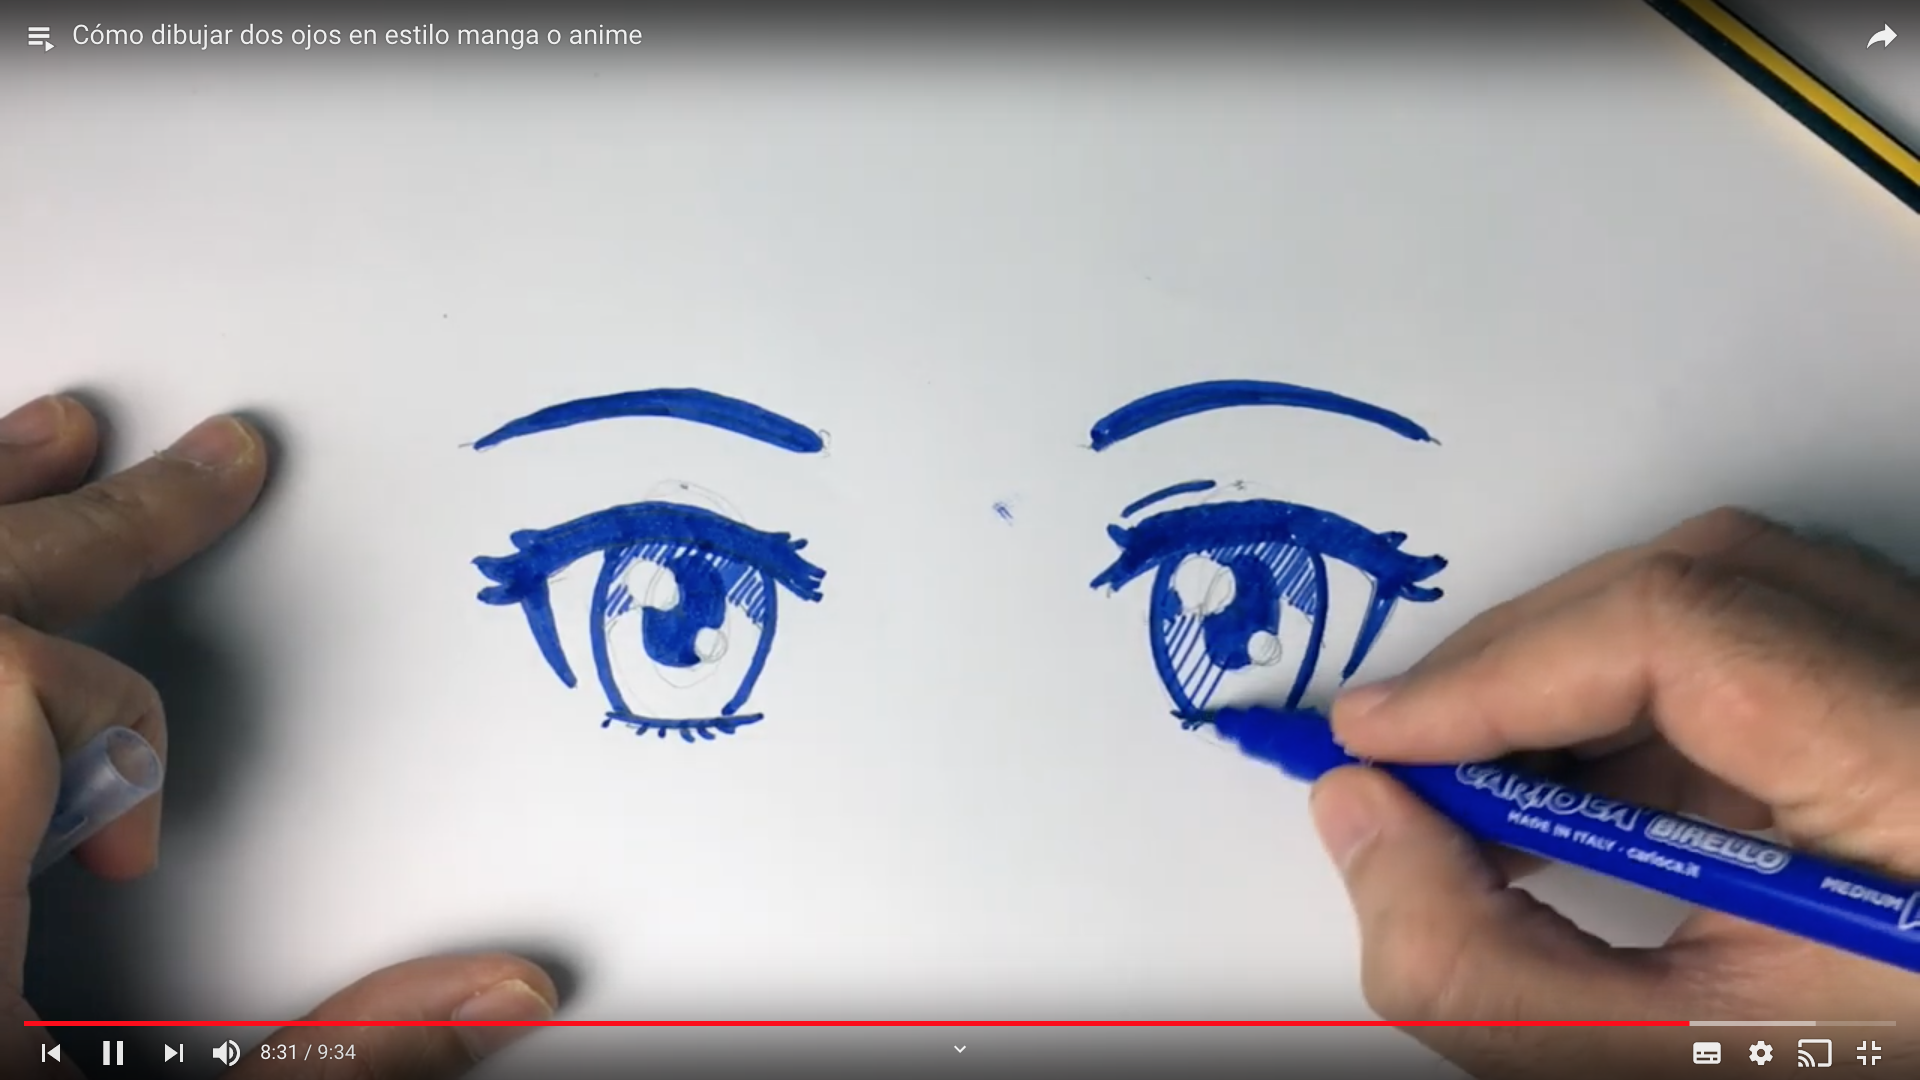 Cómo dibujar dos ojos en estilo manga o anime
CARIOCA BIRELLO
MADE IN ITALY · carioca.it
MEDIUM
8:31 / 9:34